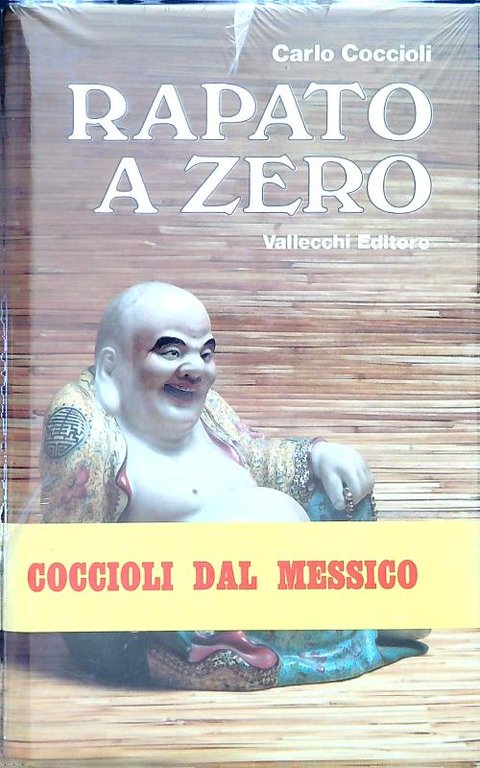 Carlo Coccioli
RAPATO
A ZERO
Vallecchi Editore
COCCIOLI DAL MESSICO